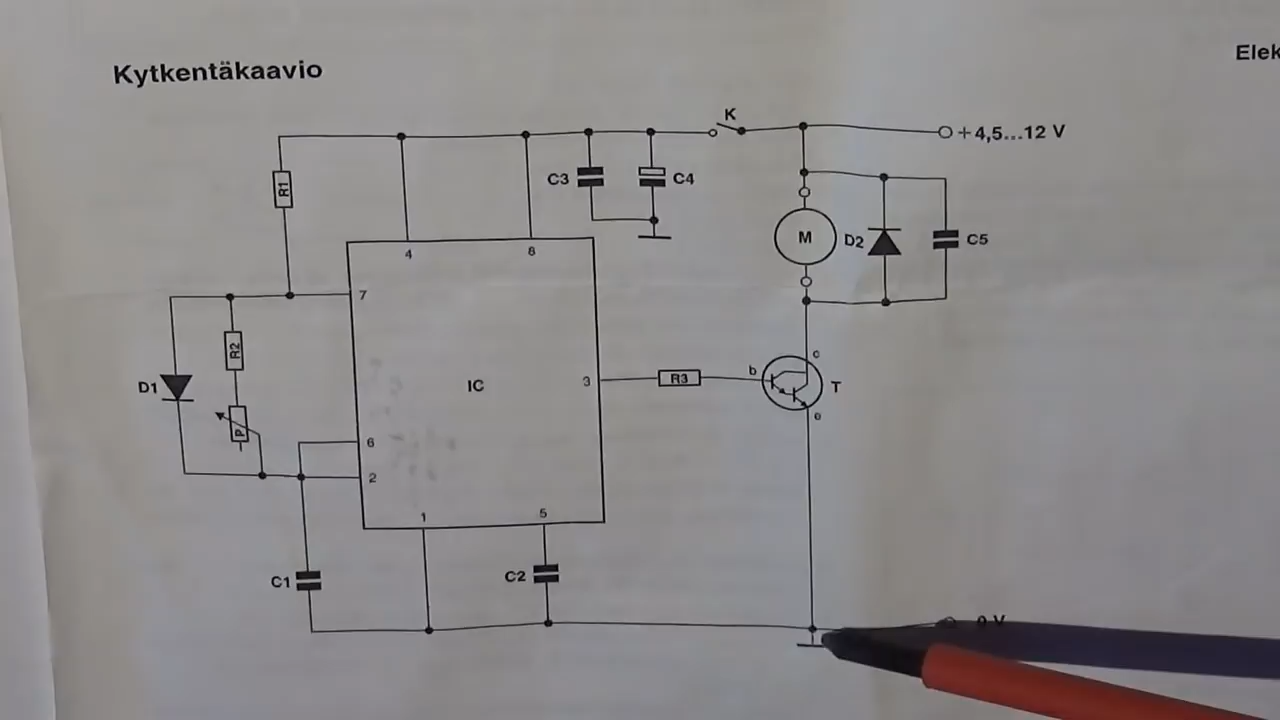 Kytkentäkaavio
Elek
K
+4,5...12 V
R1
C3
C4
4
8
M
D2
C5
7
R2
D1
IC
3
R3
b
c
T
e
P
6
2
1
5
C1
C2
0 V